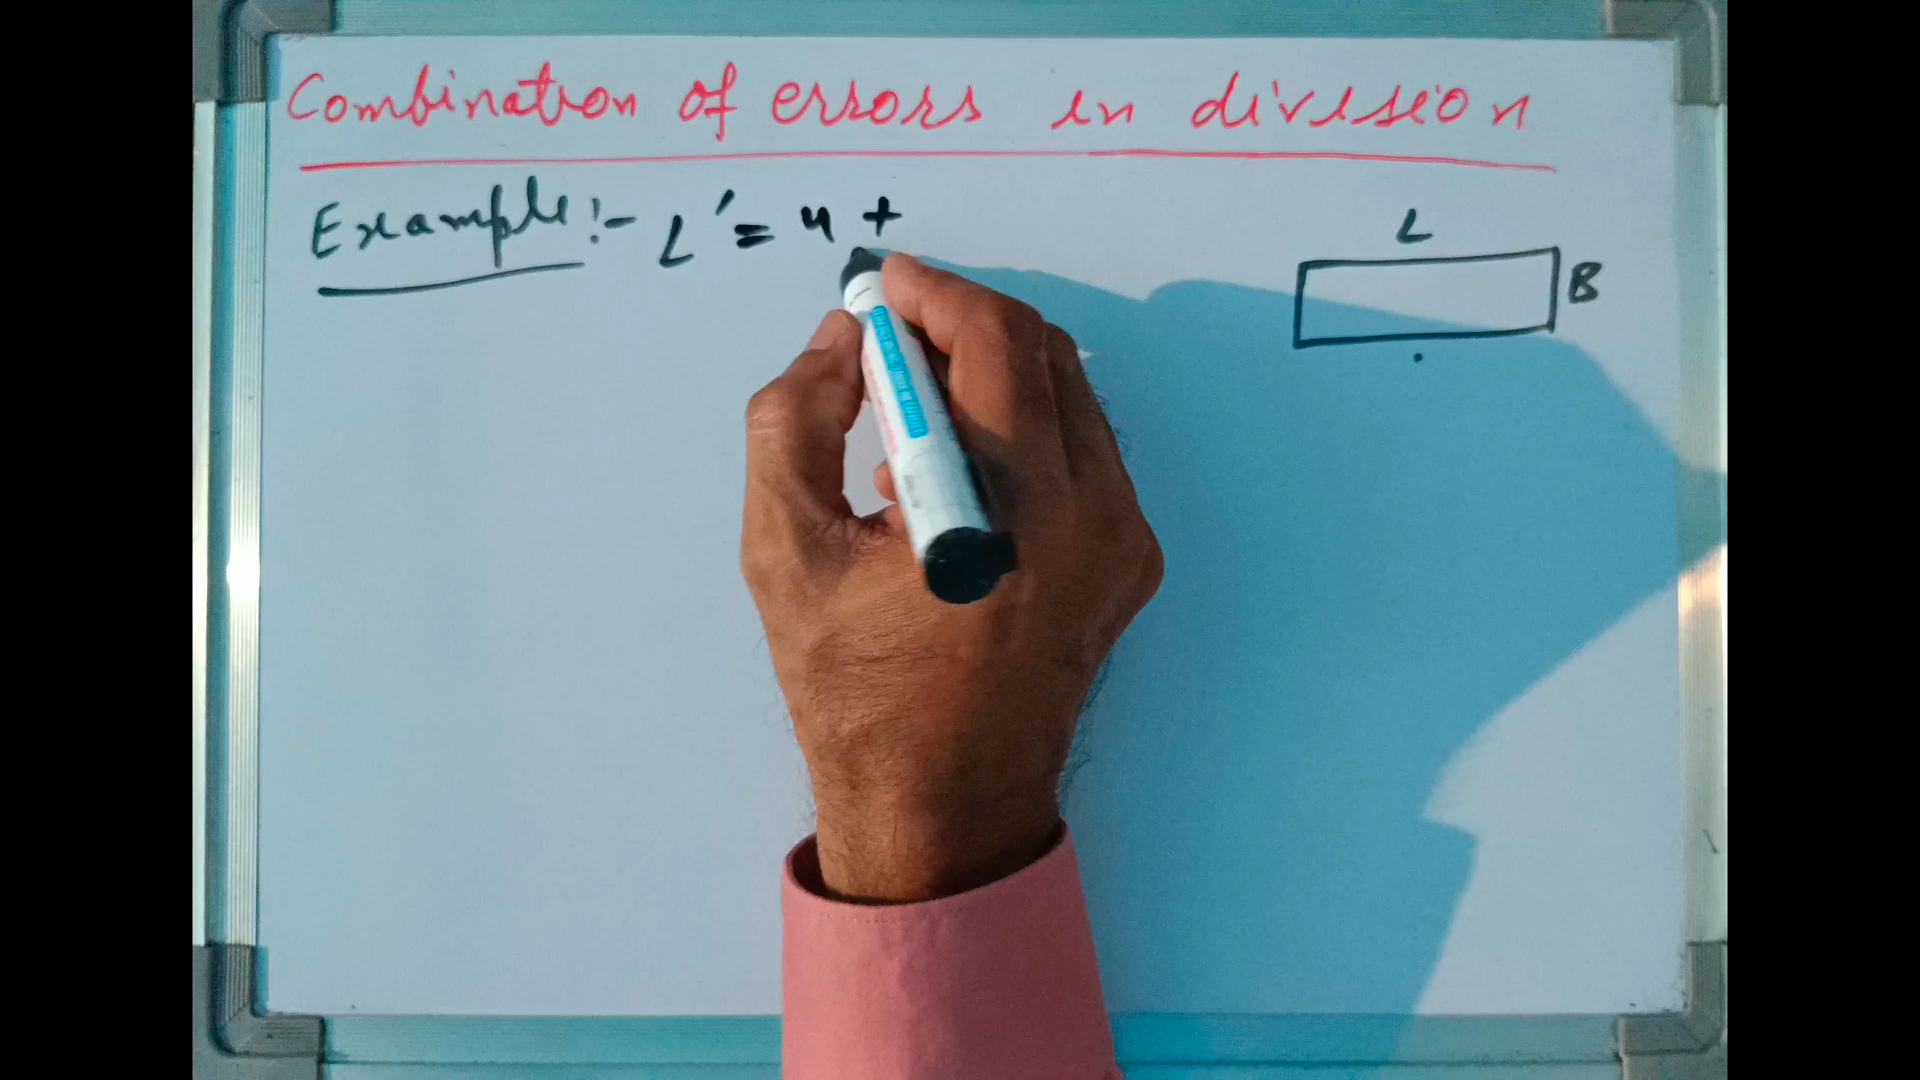 Combination of errors in division
Example:- L' = 4 +
L
B